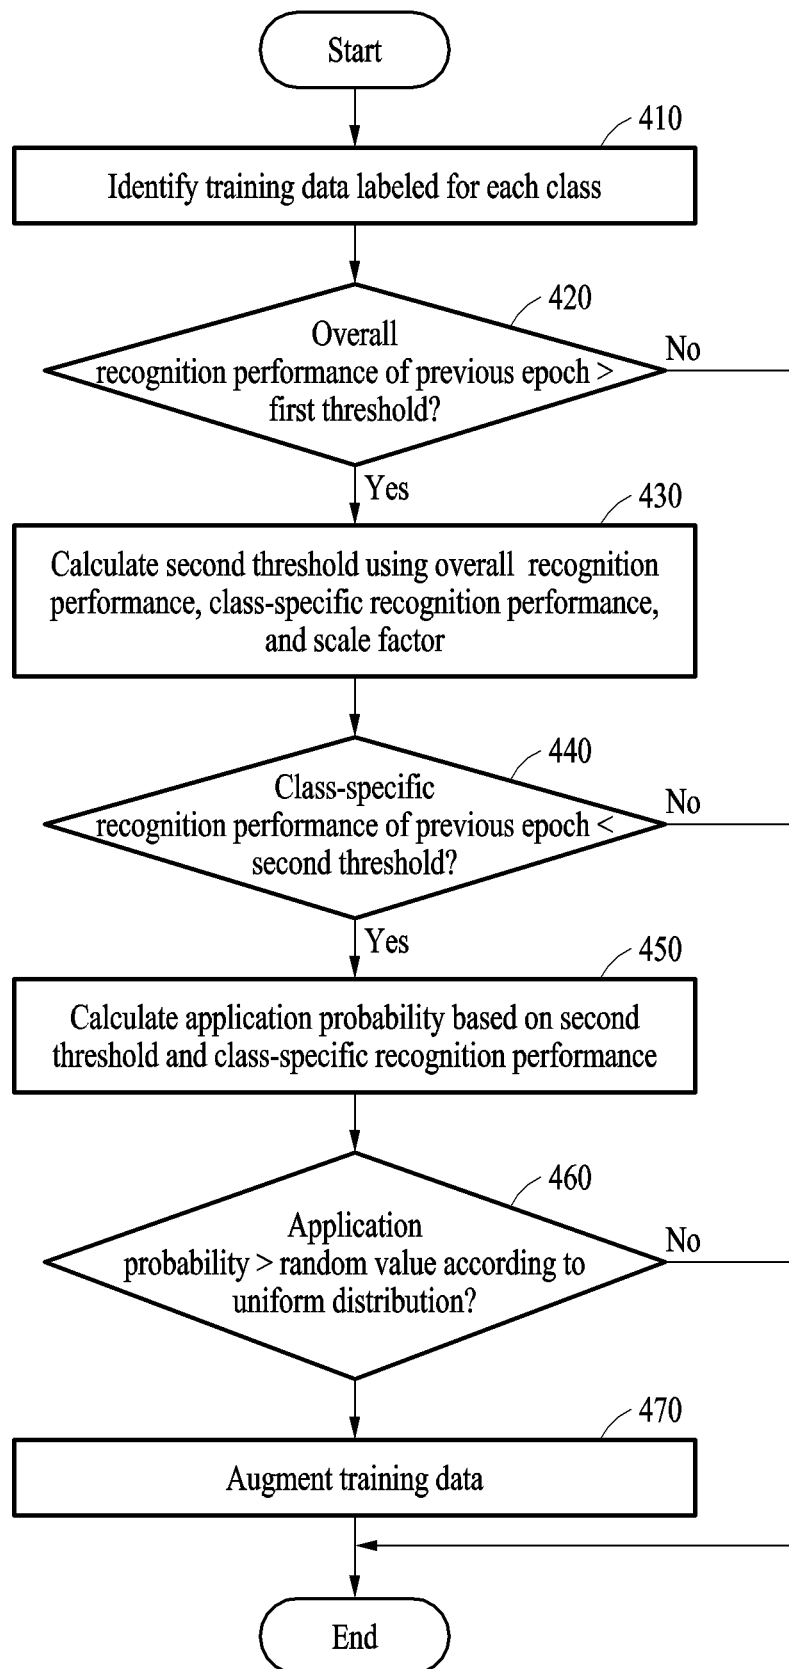 Start
410
Identify training data labeled for each class
420
Overall
recognition performance of previous epoch >
first threshold?
No
Yes
430
Calculate second threshold using overall recognition
performance, class-specific recognition performance,
and scale factor
440
Class-specific
recognition performance of previous epoch <
second threshold?
No
Yes
450
Calculate application probability based on second
threshold and class-specific recognition performance
460
Application
probability > random value according to
uniform distribution?
No
470
Augment training data
End